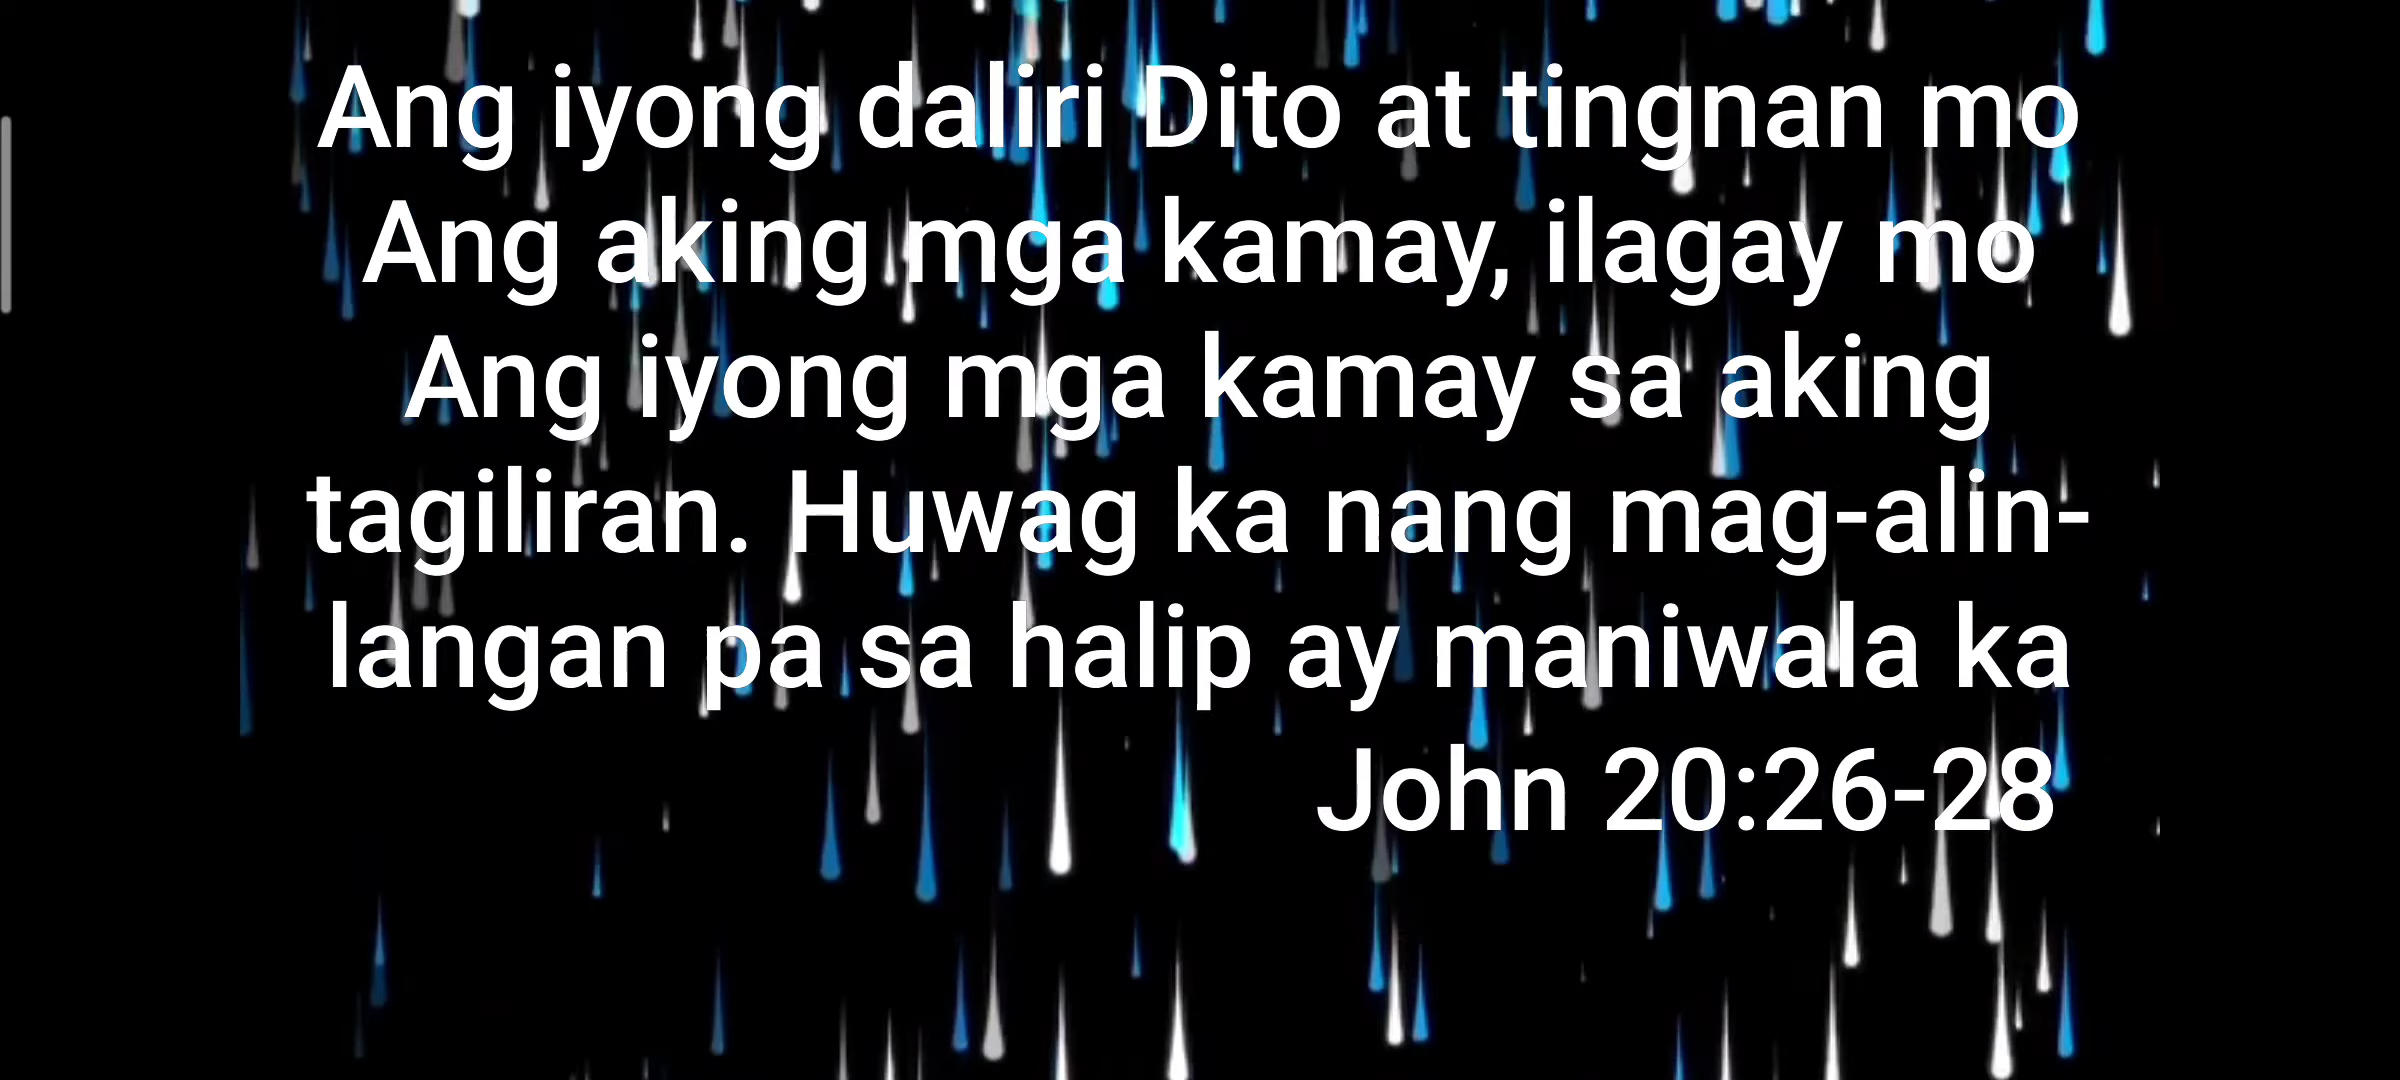 Ang iyong daliri Dito at tingnan mo
Ang aking mga kamay, ilagay mo
Ang iyong mga kamay sa aking
tagiliran. Huwag ka nang mag-alin-
langan pa sa halip ay maniwala ka
John 20:26-28